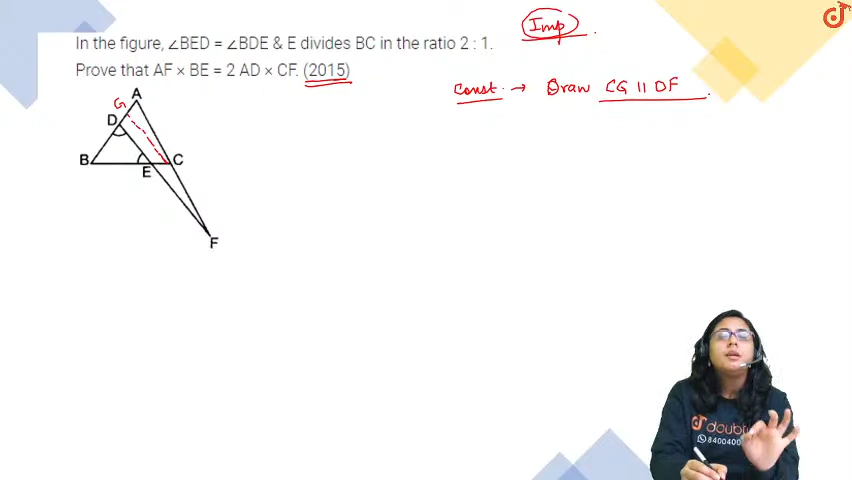 Imp
In the figure, ∠BED = ∠BDE & E divides BC in the ratio 2 : 1.
Prove that AF × BE = 2 AD × CF. (2015)
Const. → Draw CG || DF.
A
G
D
B
C
E
F
8400400